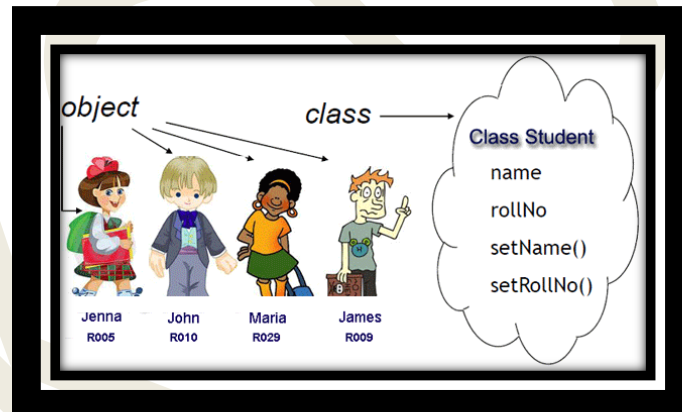 object
class
Class Student
name
rollNo
setName()
setRollNo()
Jenna
R005
John
R010
Maria
R029
James
R009